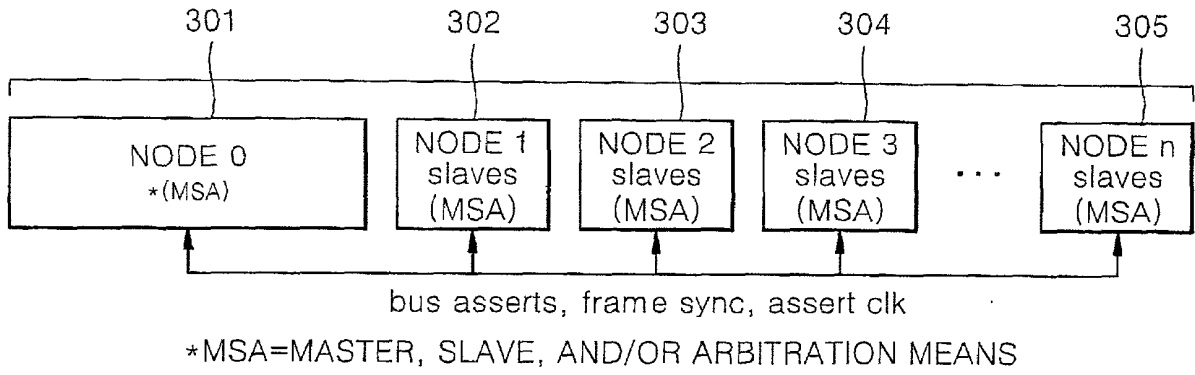 301 302 303 304 305
NODE 0 NODE 1 NODE 2 NODE 3 ... NODE n
*(MSA) slaves slaves slaves slaves
(MSA) (MSA) (MSA) (MSA)
bus asserts, frame sync, assert clk
*MSA=MASTER, SLAVE, AND/OR ARBITRATION MEANS